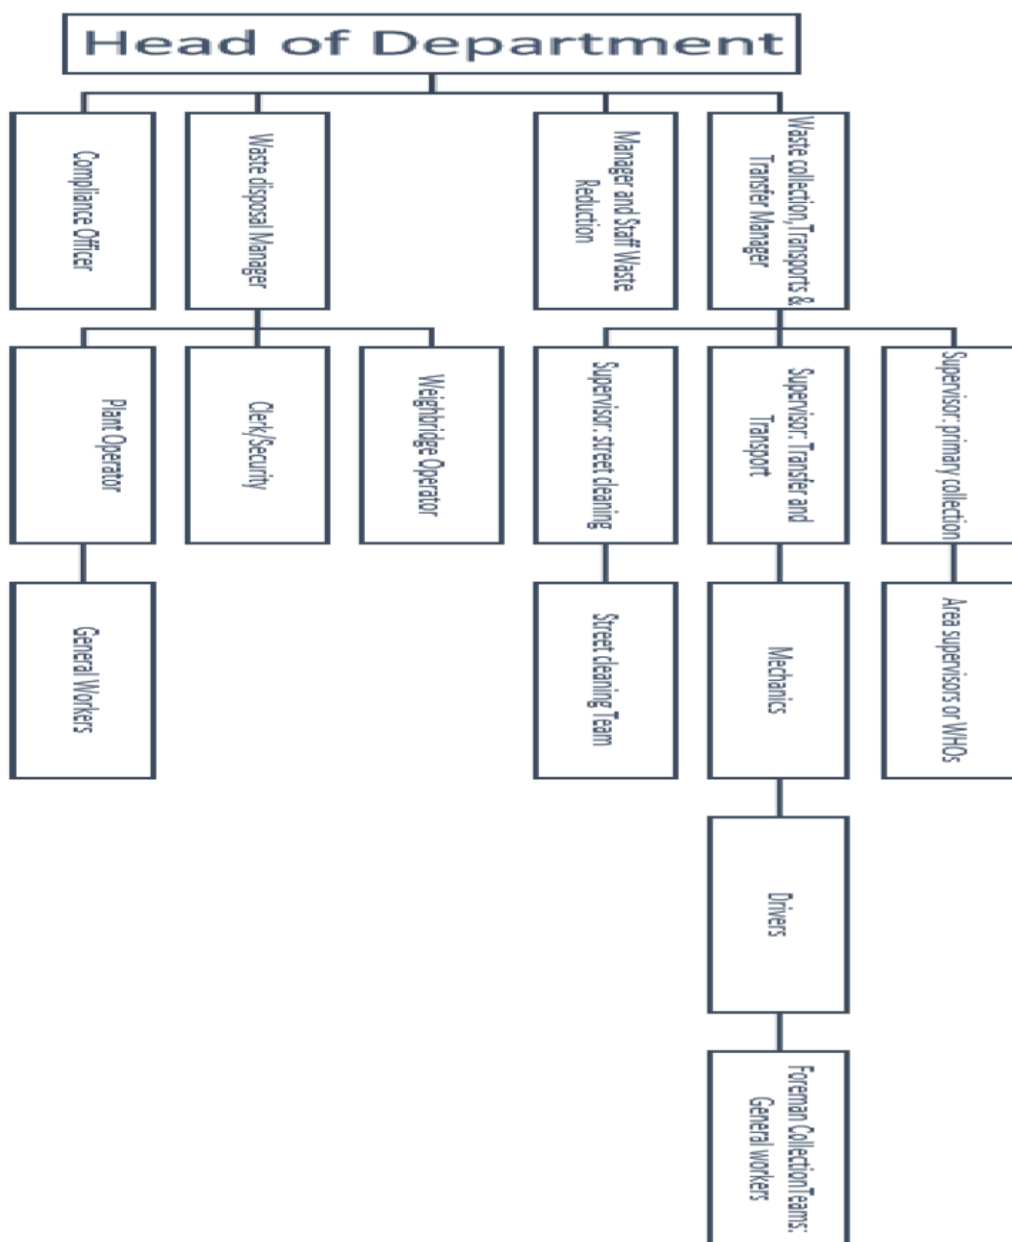 Head of Department
Compliance Officer
Waste disposal Manager
Manager and Staff Waste
Reduction
Waste collection,Transports &
Transfer Manager
Plant Operator
Clerk/Security
Weighbridge Operator
Supervisor: street cleaning
Supervisor: Transfer and
Transport
Supervisor: primary collection
General Workers
Street cleaning Team
Mechanics
Area supervisors or WHOs
Drivers
Foreman CollectionTeams:
General workers